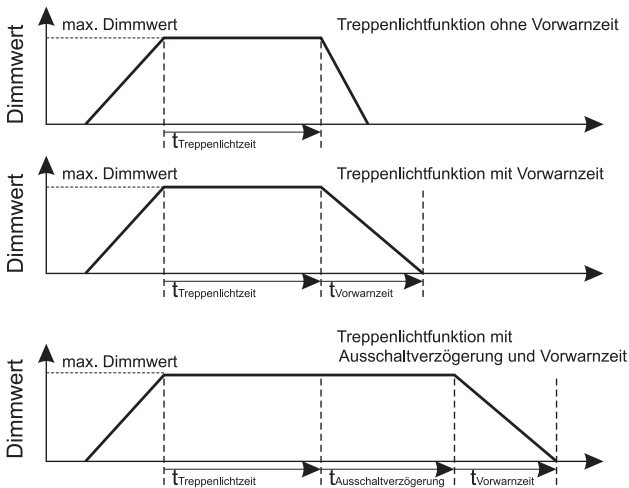 Treppenlichtfunktion ohne Vorwarnzeit
max. Dimmwert
Dimmwert
tTreppenlichtzeit
Treppenlichtfunktion mit Vorwarnzeit
max. Dimmwert
Dimmwert
tTreppenlichtzeit
tVorwarnzeit
Treppenlichtfunktion mit
Ausschaltverzögerung und Vorwarnzeit
max. Dimmwert
Dimmwert
tTreppenlichtzeit
tAusschaltverzögerung
tVorwarnzeit